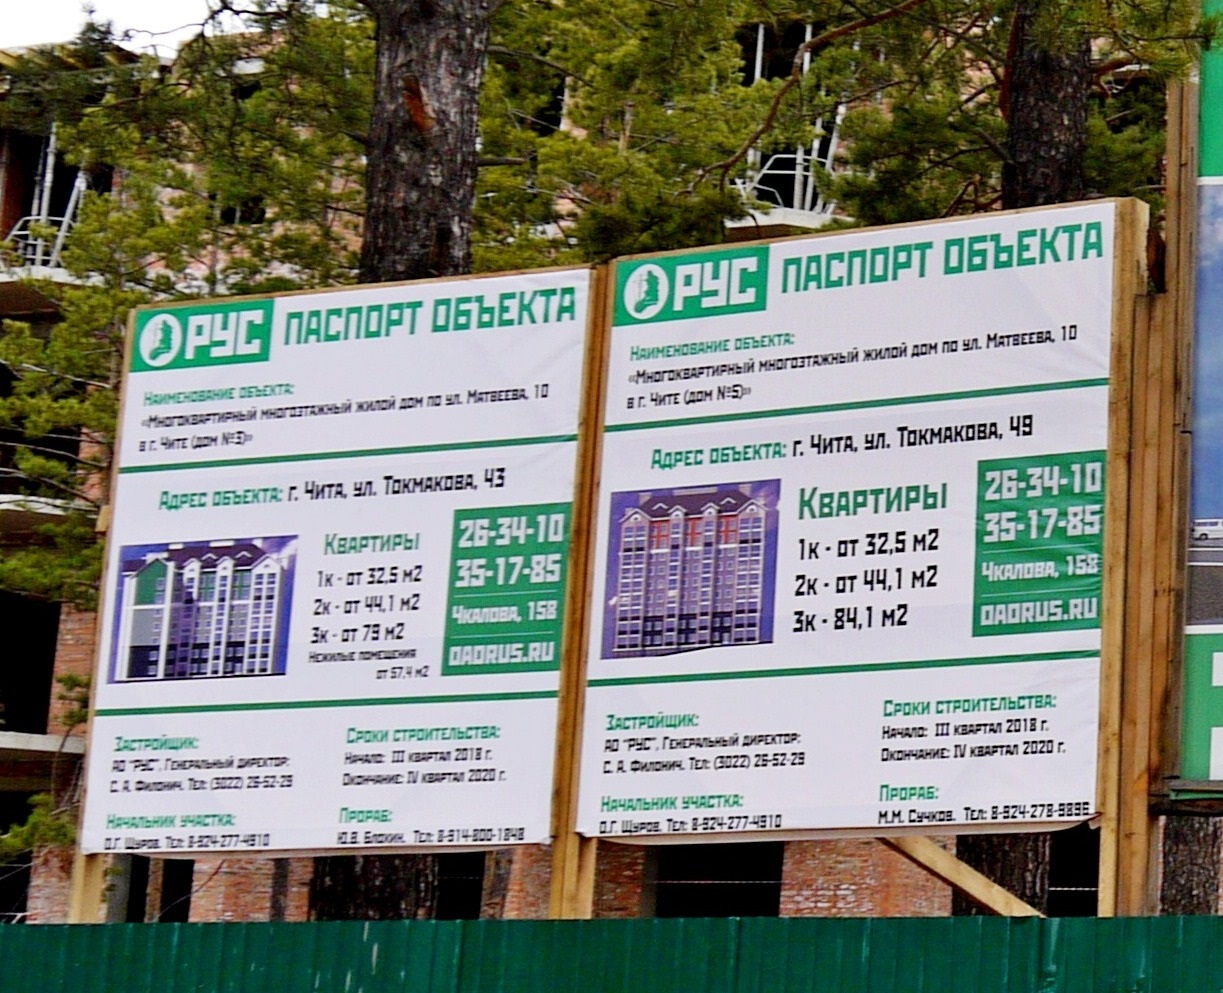 РУС ПАСПОРТ ОБЪЕКТА
Наименование объекта:
«Многоквартирный многоэтажный жилой дом по ул. Матвеева, 10
в г. Чите (дом №3)»
Адрес объекта: г. Чита, ул. Токмакова, 43
Квартиры
1к - от 32,5 м2
2к - от 44,1 м2
3к - от 79 м2
Нежилые помещения
от 57,4 м2
26-34-10
35-17-85
Чкалова, 158
OAORUS.RU
Застройщик:
АО "РУС", Генеральный директор:
С. А. Филонич. Тел: (3022) 26-52-29
Начальник участка:
О.Г. Щуров. Тел: 8-924-277-4910
Сроки строительства:
Начало: III квартал 2018 г.
Окончание: IV квартал 2020 г.
Прораб:
Ю.В. Блохин. Тел: 8-914-800-1848
РУС ПАСПОРТ ОБЪЕКТА
Наименование объекта:
«Многоквартирный многоэтажный жилой дом по ул. Матвеева, 10
в г. Чите (дом №5)»
Адрес объекта: г. Чита, ул. Токмакова, 49
Квартиры
1к - от 32,5 м2
2к - от 44,1 м2
3к - 84,1 м2
26-34-10
35-17-85
Чкалова, 158
OAORUS.RU
Застройщик:
АО "РУС", Генеральный директор:
С. А. Филонич. Тел: (3022) 26-52-29
Начальник участка:
О.Г. Щуров. Тел: 8-924-277-4910
Сроки строительства:
Начало: III квартал 2018 г.
Окончание: IV квартал 2020 г.
Прораб:
М.М. Сучков. Тел: 8-924-278-9896